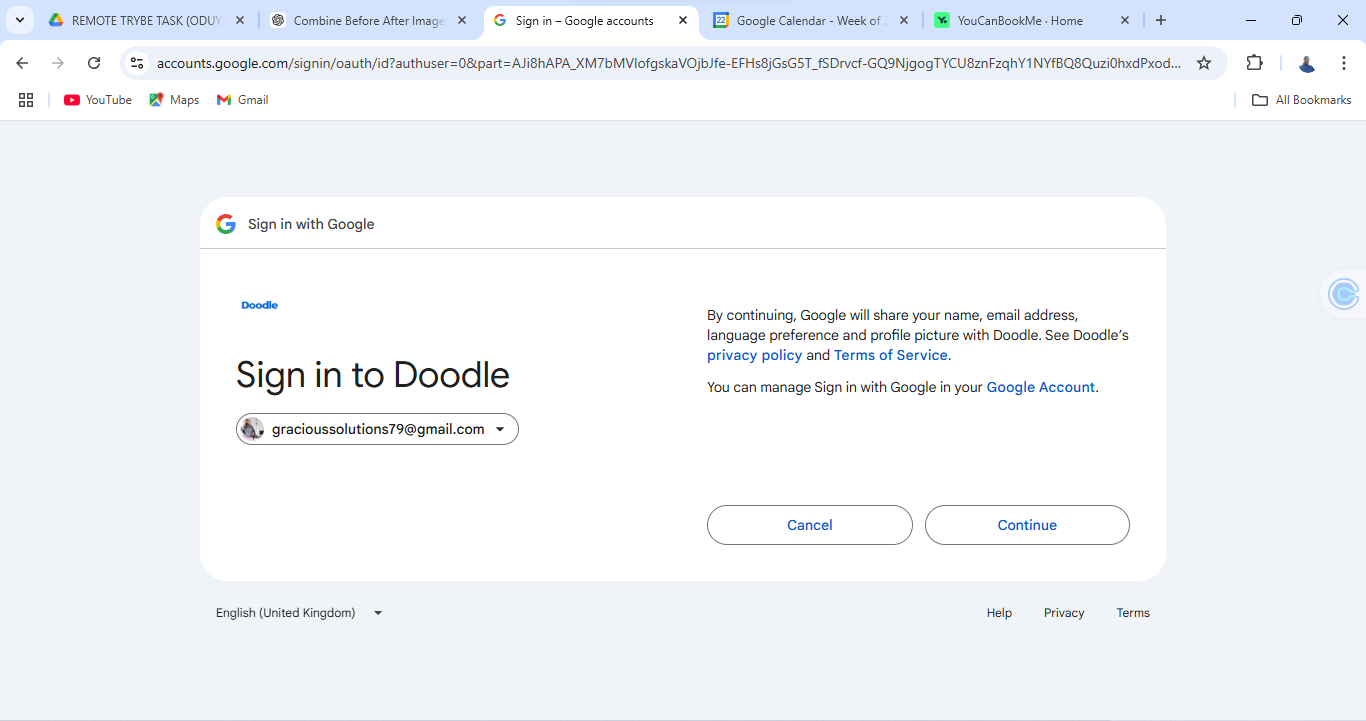 REMOTE TRYBE TASK (ODUY
Combine Before After Image
Sign in – Google accounts
Google Calendar - Week of 2
YouCanBookMe · Home
accounts.google.com/signin/oauth/id?authuser=0&part=AJi8hAPA_XM7bMVlofgskaVOjbJfe-EFHs8jGsG5T_fSDrvcf-GQ9NjgogTYCU8znFzqhY1NYfBQ8Quzi0hxdPxod...
YouTube
Maps
Gmail
All Bookmarks
Sign in with Google
Doodle
Sign in to Doodle
gracioussolutions79@gmail.com
By continuing, Google will share your name, email address,
language preference and profile picture with Doodle. See Doodle’s
privacy policy and Terms of Service.
You can manage Sign in with Google in your Google Account.
Cancel
Continue
English (United Kingdom)
Help
Privacy
Terms